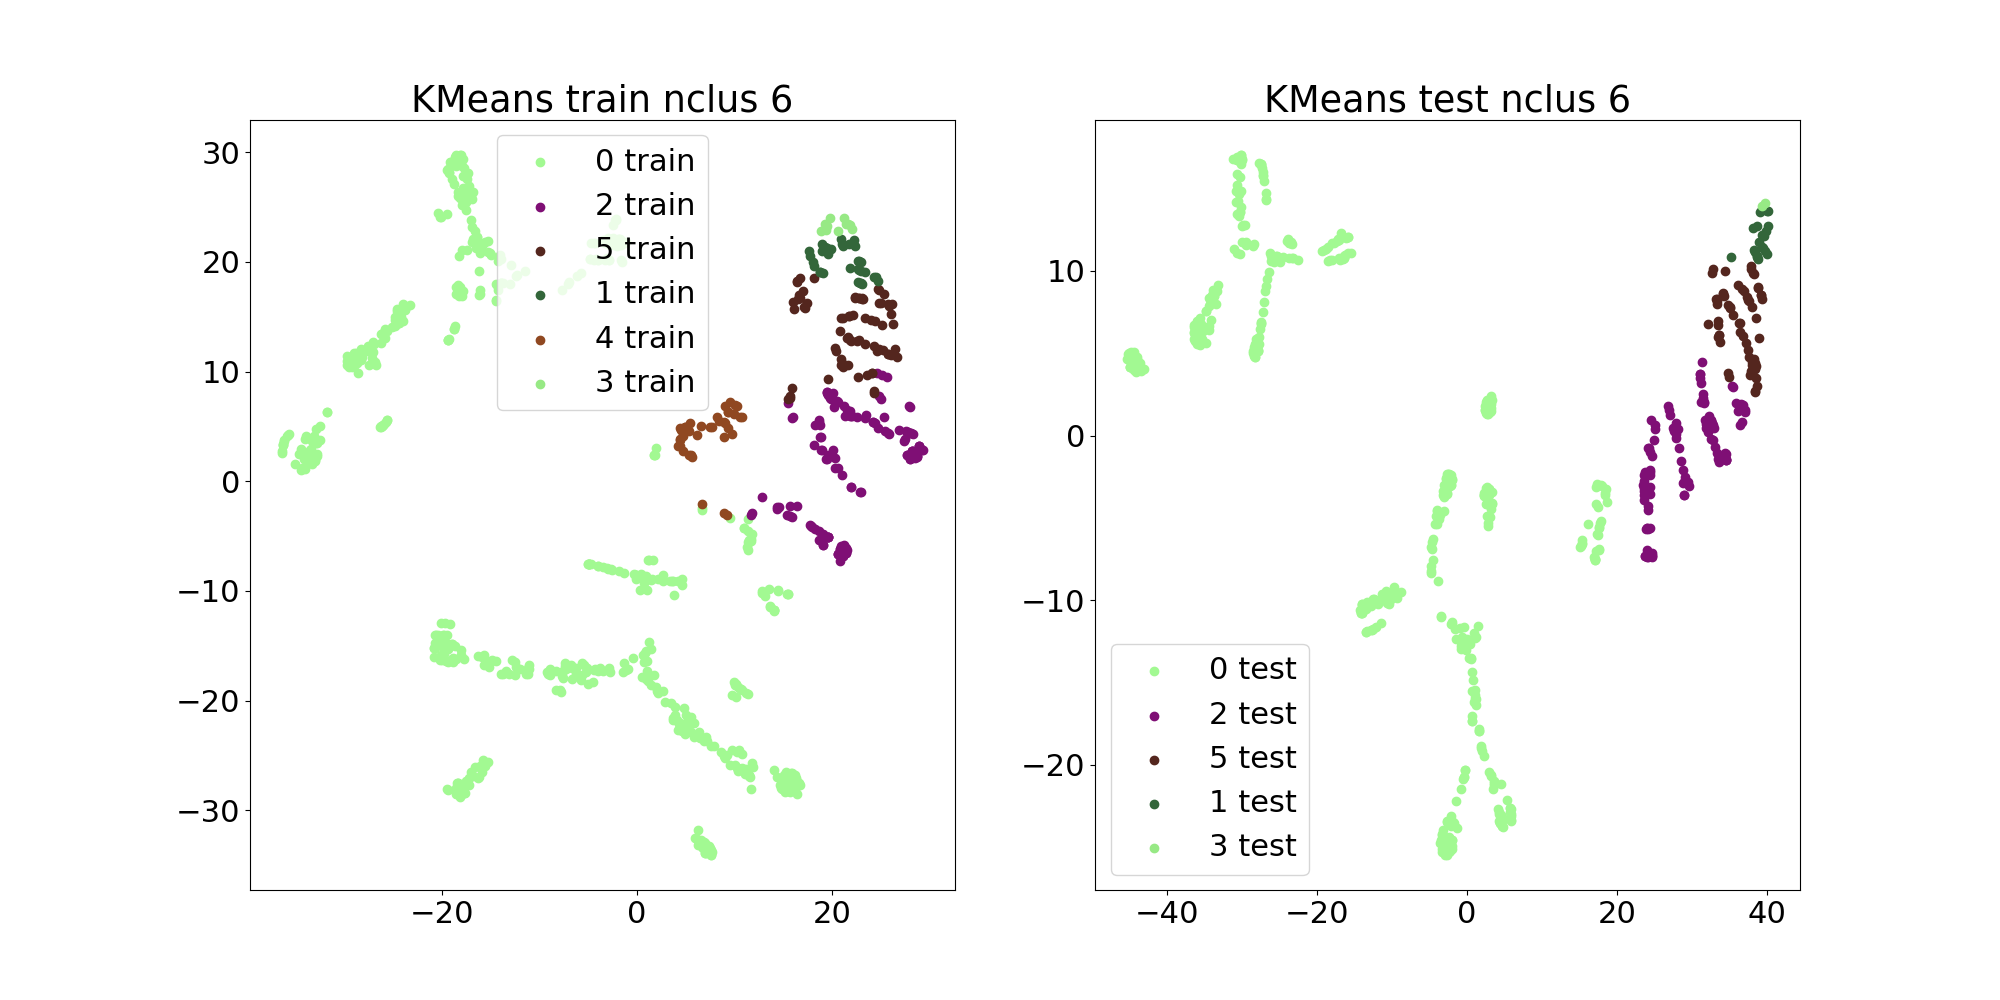 KMeans train nclus 6
30
20
10
0
−10
−20
−30
−20
0
20
0 train
2 train
5 train
1 train
4 train
3 train
KMeans test nclus 6
10
0
−10
−20
−40
−20
0
20
40
0 test
2 test
5 test
1 test
3 test